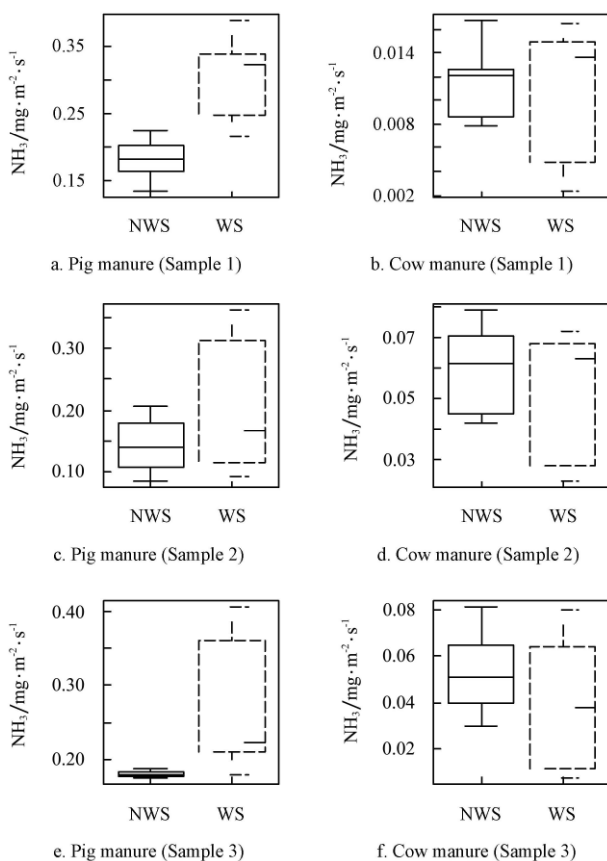 NH₃/mg·m⁻²·s⁻¹
0.35
0.25
0.15
NWS WS
a. Pig manure (Sample 1)
NH₃/mg·m⁻²·s⁻¹
0.014
0.008
0.002
NWS WS
b. Cow manure (Sample 1)
NH₃/mg·m⁻²·s⁻¹
0.30
0.20
0.10
NWS WS
c. Pig manure (Sample 2)
NH₃/mg·m⁻²·s⁻¹
0.07
0.05
0.03
NWS WS
d. Cow manure (Sample 2)
NH₃/mg·m⁻²·s⁻¹
0.40
0.30
0.20
NWS WS
e. Pig manure (Sample 3)
NH₃/mg·m⁻²·s⁻¹
0.08
0.06
0.04
0.02
NWS WS
f. Cow manure (Sample 3)